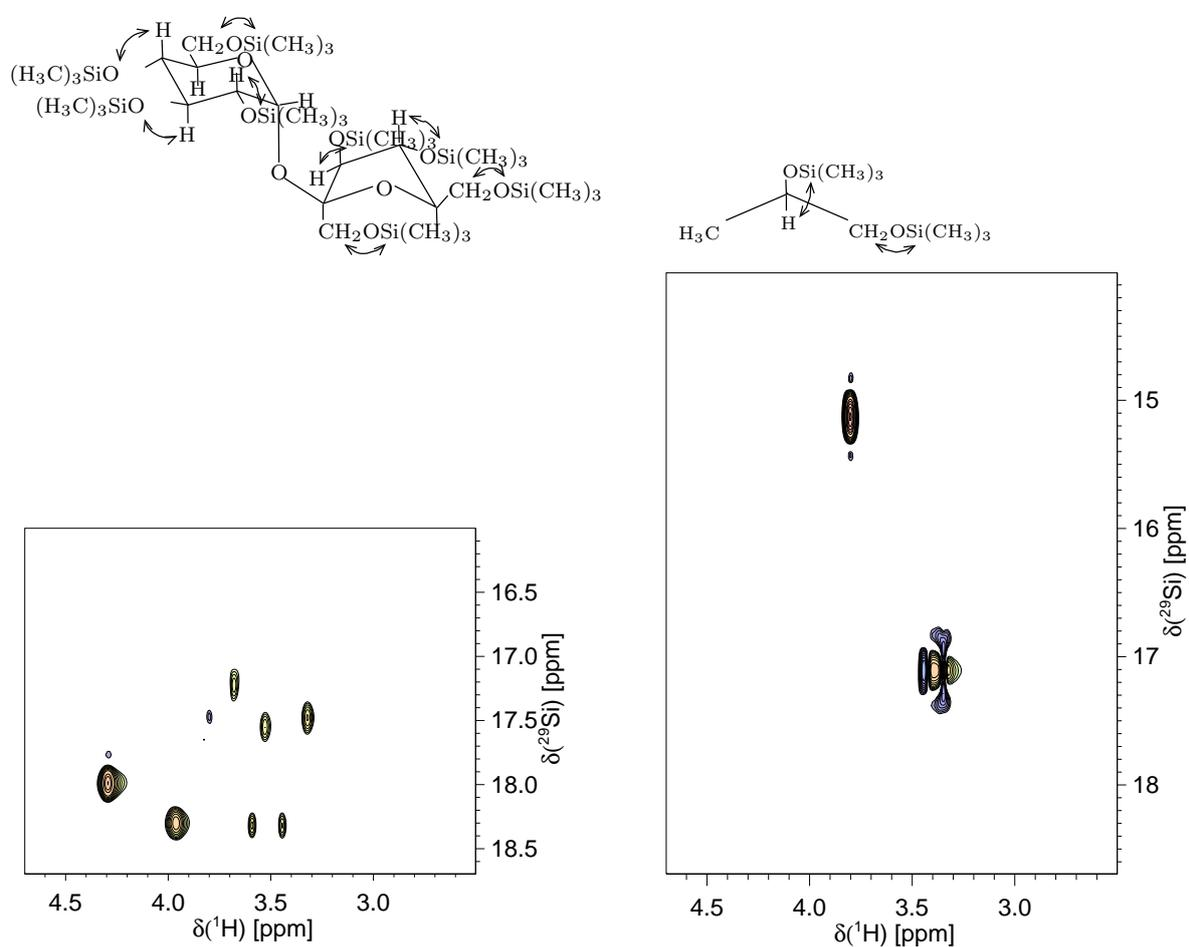 H
CH2OSi(CH3)3
O
(H3C)3SiO
H
H
(H3C)3SiO
H
OSi(CH3)3
H
H
OSi(CH3)3
OSi(CH3)3
H
O
O
CH2OSi(CH3)3
CH2OSi(CH3)3
H
OSi(CH3)3
H
H3C
CH2OSi(CH3)3
15
16
17
18
δ(29Si) [ppm]
4.5 4.0 3.5 3.0
δ(1H) [ppm]
16.5
17.0
17.5
18.0
18.5
δ(29Si) [ppm]
4.5 4.0 3.5 3.0
δ(1H) [ppm]